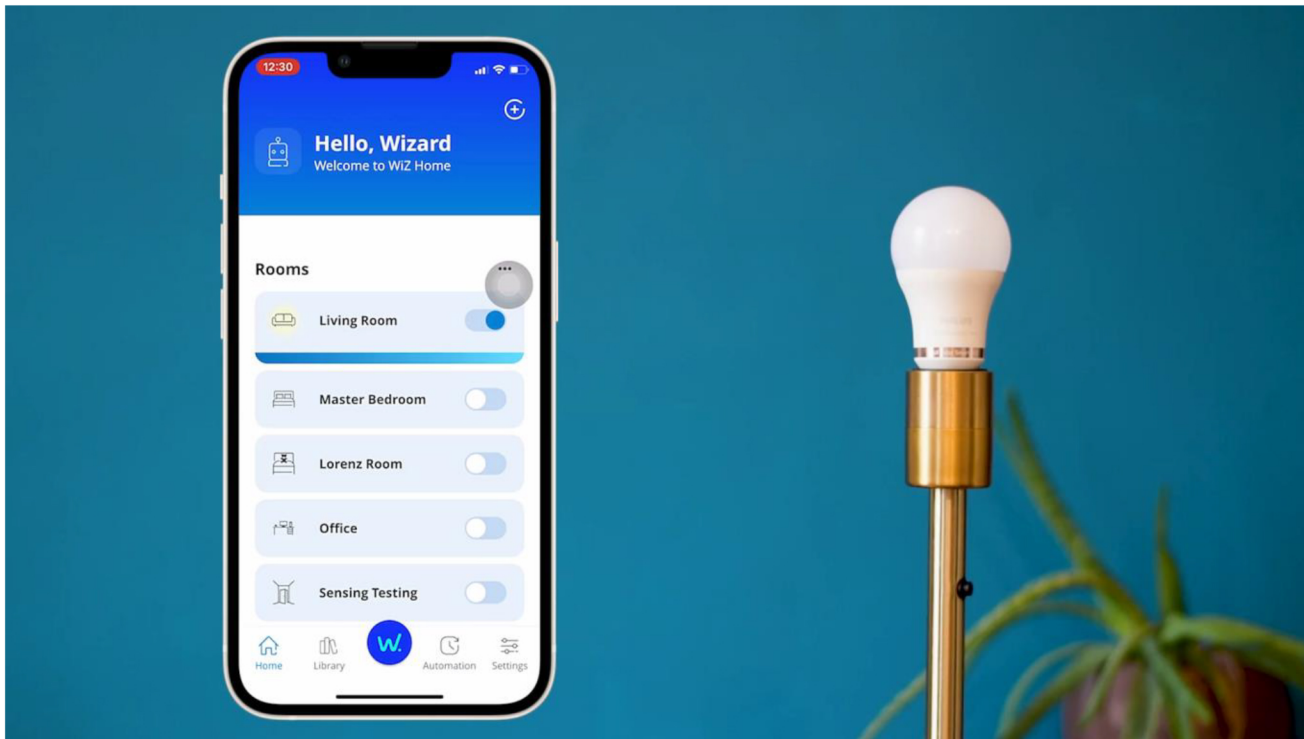 12:30
Hello, Wizard
Welcome to WiZ Home
Rooms
Living Room
Master Bedroom
Lorenz Room
Office
Sensing Testing
W.
Home
Library
Automation
Settings